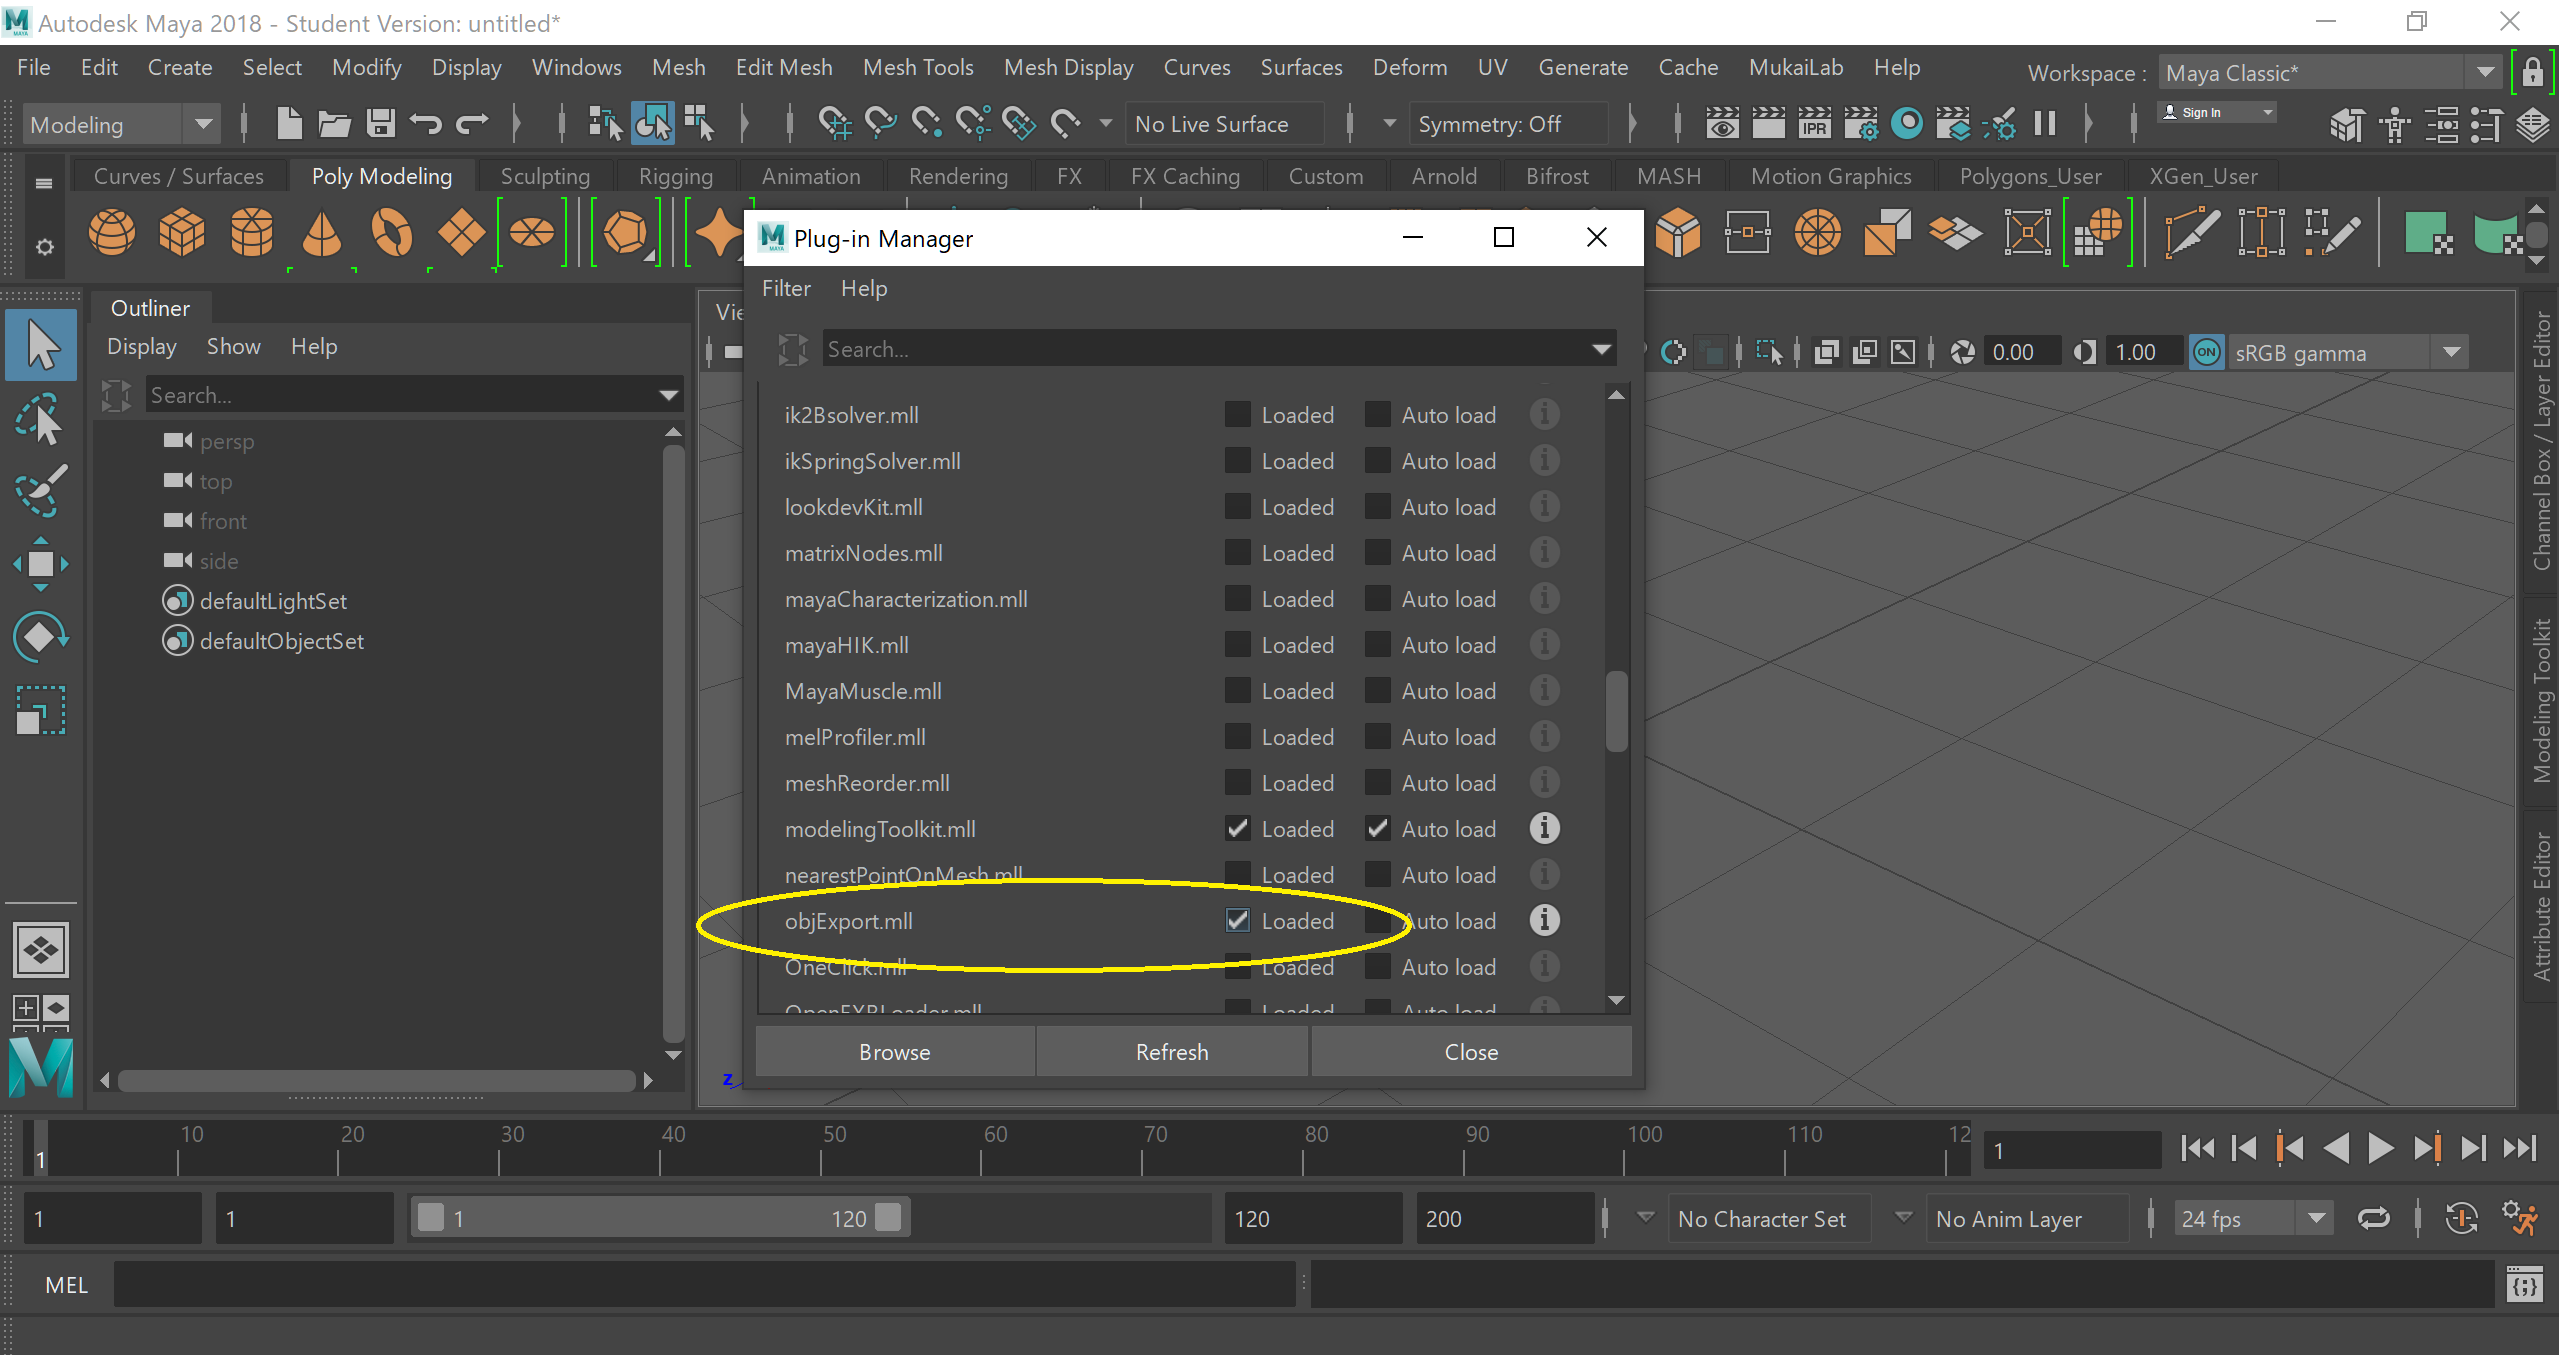 Autodesk Maya 2018 - Student Version: untitled*
File Edit Create Select Modify Display Windows Mesh Edit Mesh Mesh Tools Mesh Display Curves Surfaces Deform UV Generate Cache MukaiLab Help Workspace : Maya Classic*
Modeling No Live Surface Symmetry: Off IPR Sign In
Curves / Surfaces Poly Modeling Sculpting Rigging Animation Rendering FX FX Caching Custom Arnold Bifrost MASH Motion Graphics Polygons_User XGen_User
Plug-in Manager
Filter Help
Search...
Outliner
Display Show Help
Search...
persp
top
front
side
defaultLightSet
defaultObjectSet
0.00 1.00 ON sRGB gamma
ik2Bsolver.mll Loaded Auto load
ikSpringSolver.mll Loaded Auto load
lookdevKit.mll Loaded Auto load
matrixNodes.mll Loaded Auto load
mayaCharacterization.mll Loaded Auto load
mayaHIK.mll Loaded Auto load
MayaMuscle.mll Loaded Auto load
melProfiler.mll Loaded Auto load
meshReorder.mll Loaded Auto load
modelingToolkit.mll Loaded Auto load
nearestPointOnMesh.mll Loaded Auto load
objExport.mll Loaded Auto load
OneClick.mll Loaded Auto load
OpenEXRLoader.mll Loaded Auto load
Browse Refresh Close
Channel Box / Layer Editor
Modeling Toolkit
Attribute Editor
z
1 10 20 30 40 50 60 70 80 90 100 110 12 1
1 1 1 120 120 200 No Character Set No Anim Layer 24 fps
MEL